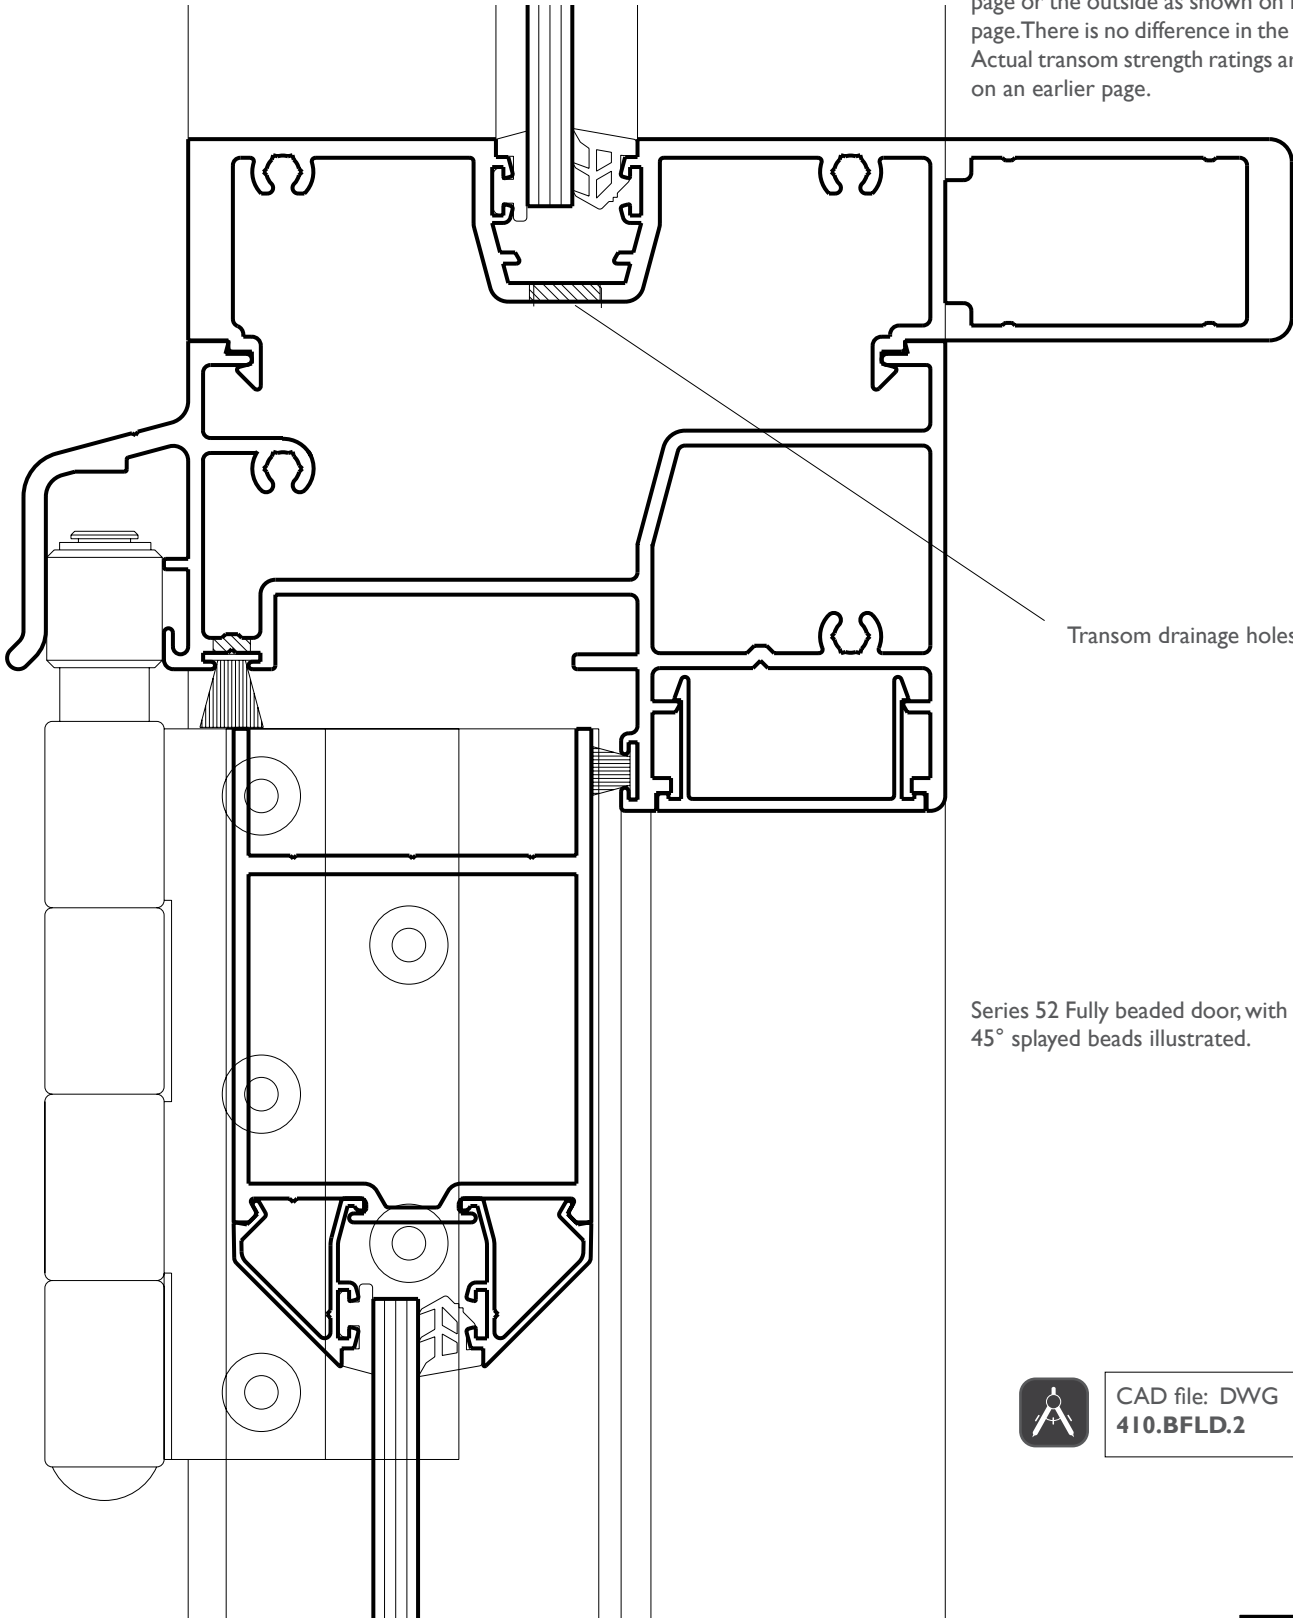 page or the outside as shown on
page. There is no difference in the
Actual transom strength ratings
on an earlier page.
Transom drainage holes
Series 52 Fully beaded door, with
45° splayed beads illustrated.
CAD file: DWG
410.BFLD.2